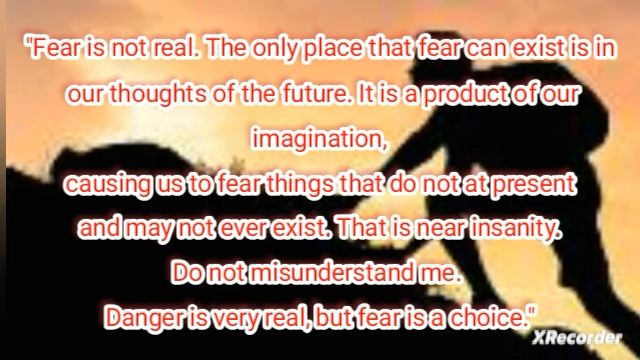 "Fear is not real. The only place that fear can exist is in
our thoughts of the future. It is a product of our
imagination,
causing us to fear things that do not at present
and may not ever exist. That is near insanity.
Do not misunderstand me.
Danger is very real, but fear is a choice."
XRecorder